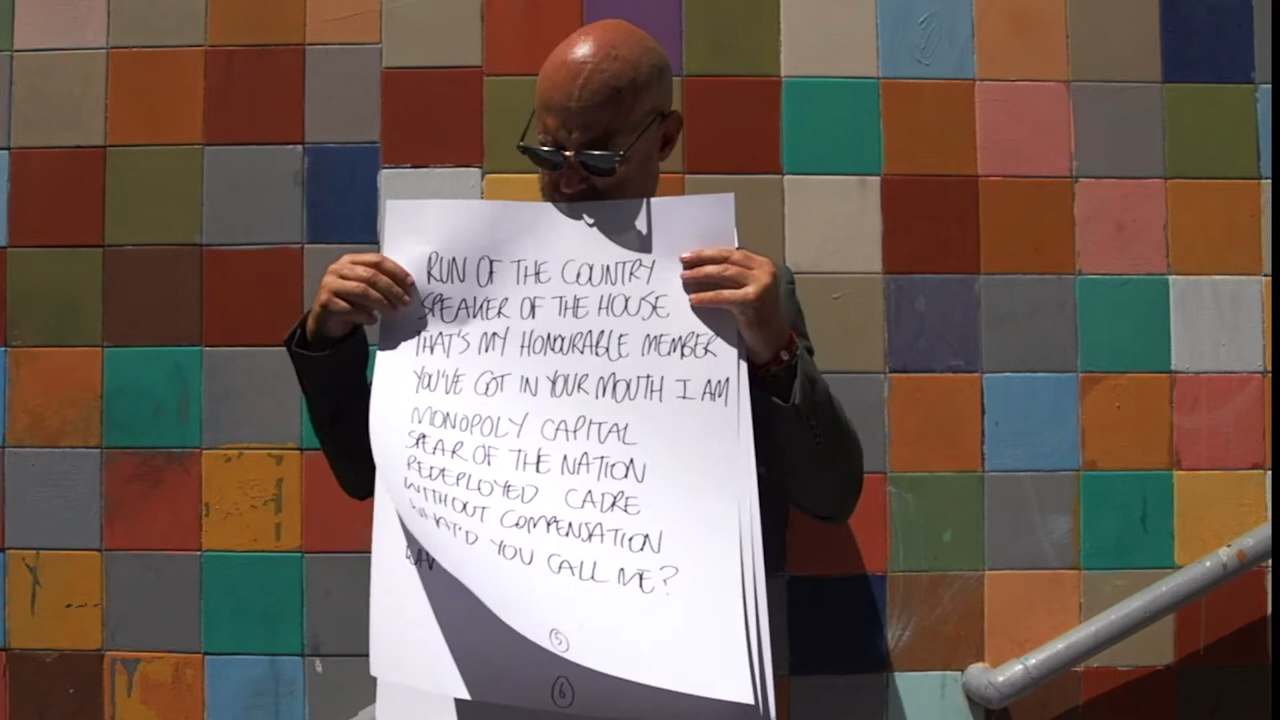 RUN OF THE COUNTRY
SPEAKER OF THE HOUSE
THAT'S MY HONOURABLE MEMBER
YOU'VE GOT IN YOUR MOUTH I AM
MONOPOLY CAPITAL
SPEAR OF THE NATION
REDEPLOYED CADRE
WITHOUT COMPENSATION
WHAT'D YOU CALL ME?
5
6